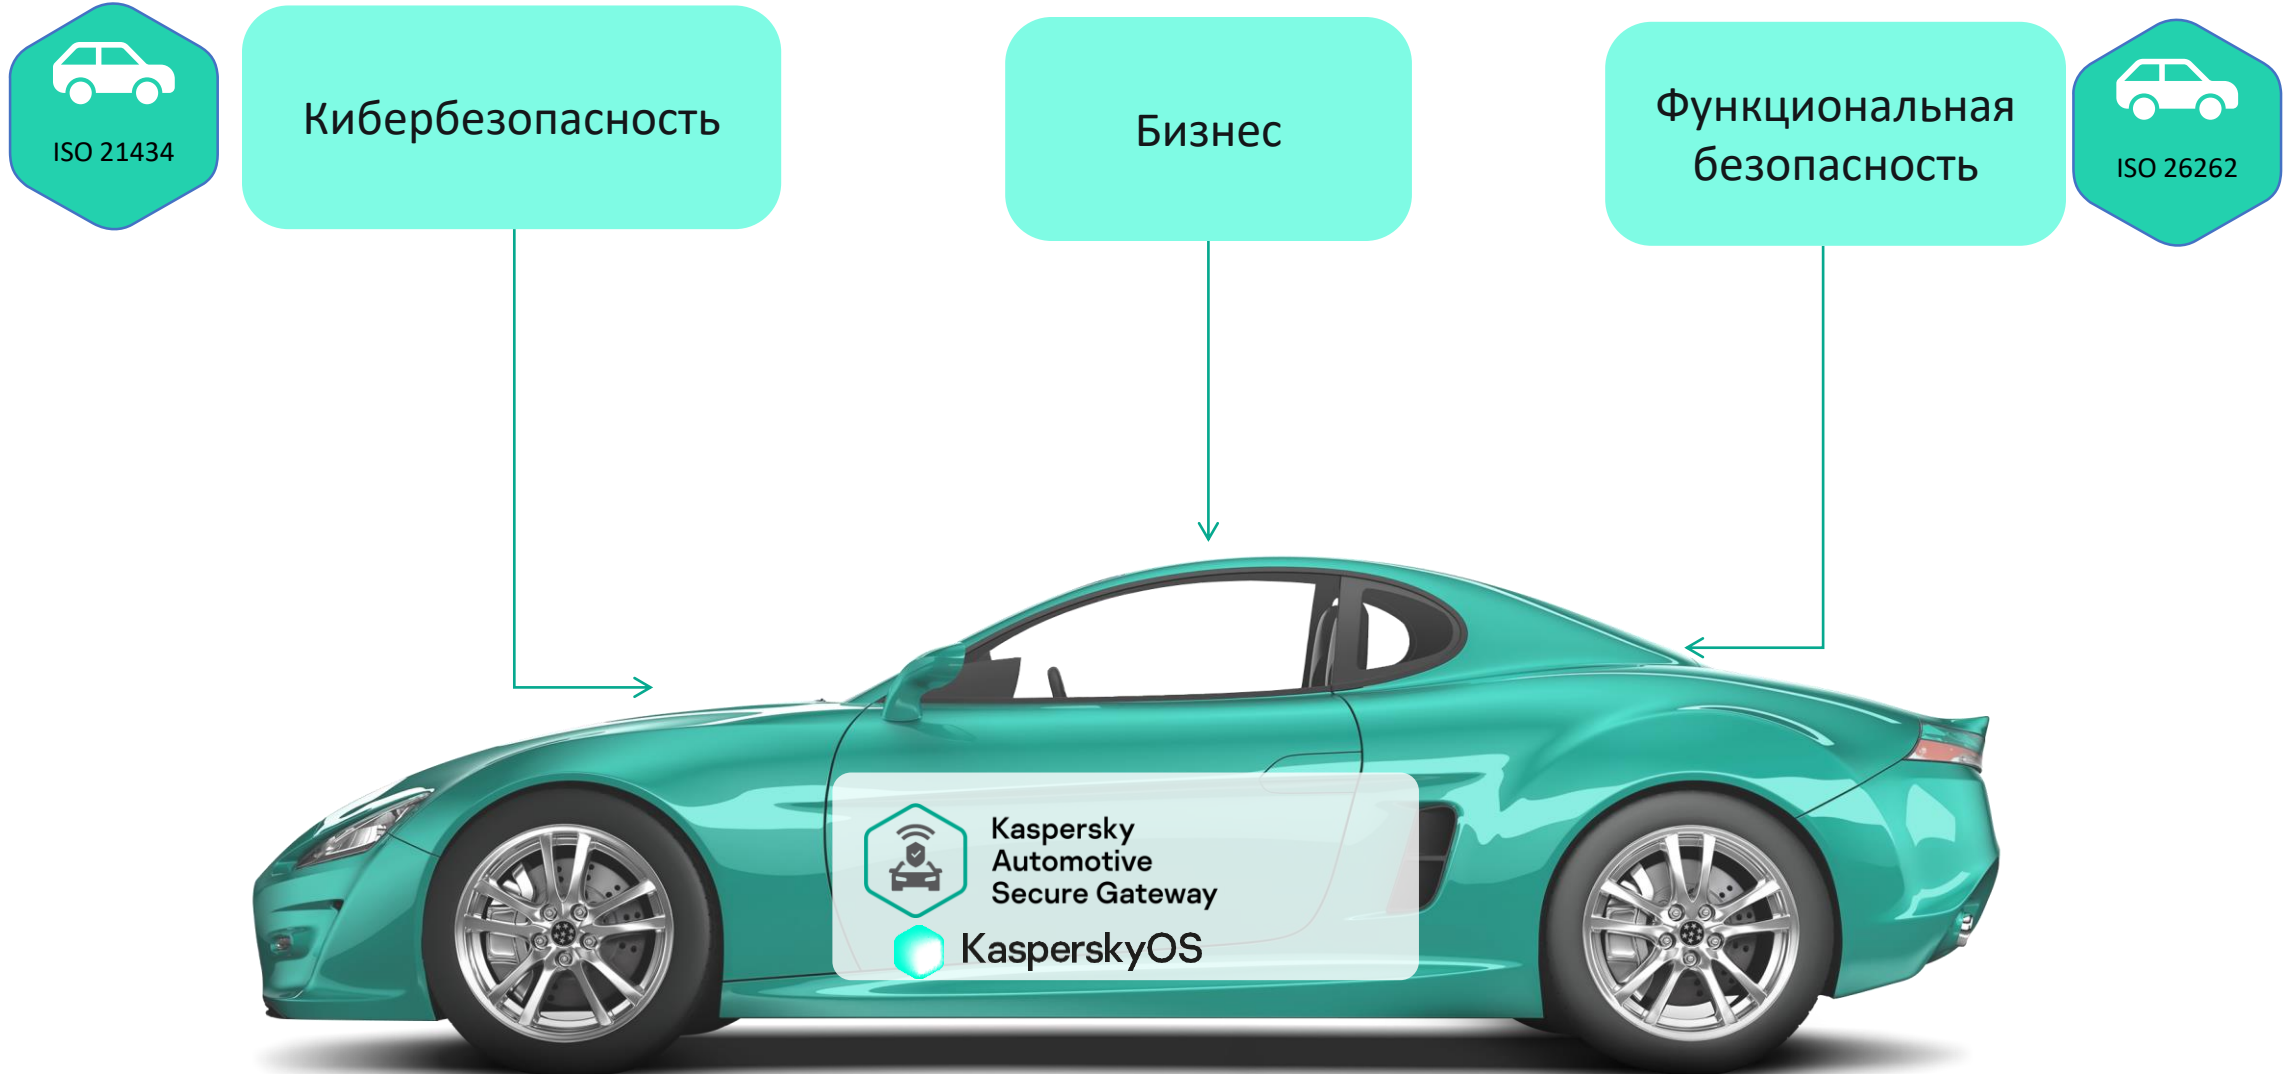 ISO 21434
Кибербезопасность
Бизнес
Функциональная
безопасность
ISO 26262
Kaspersky
Automotive
Secure Gateway
KasperskyOS